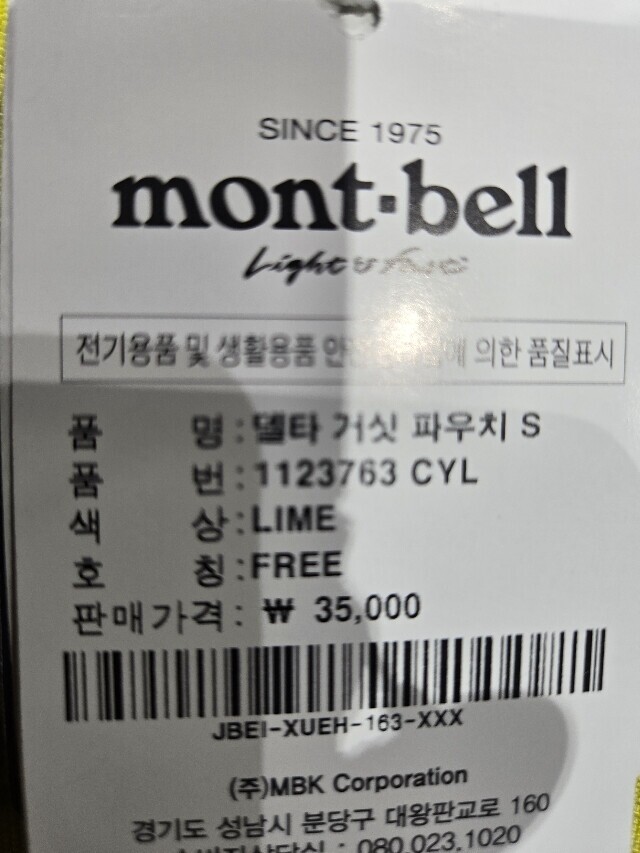 SINCE 1975
mont·bell
Light & Fast
전기용품 및 생활용품 안 의한 품질표시
품 명 : 델타 거싯 파우치 S
품 번 : 1123763 CYL
색 상 : LIME
호 칭 : FREE
판매가격 : ₩ 35,000
JBEI-XUEH-163-XXX
(주)MBK Corporation
경기도 성남시 분당구 대왕판교로 160
: 080.023.1020